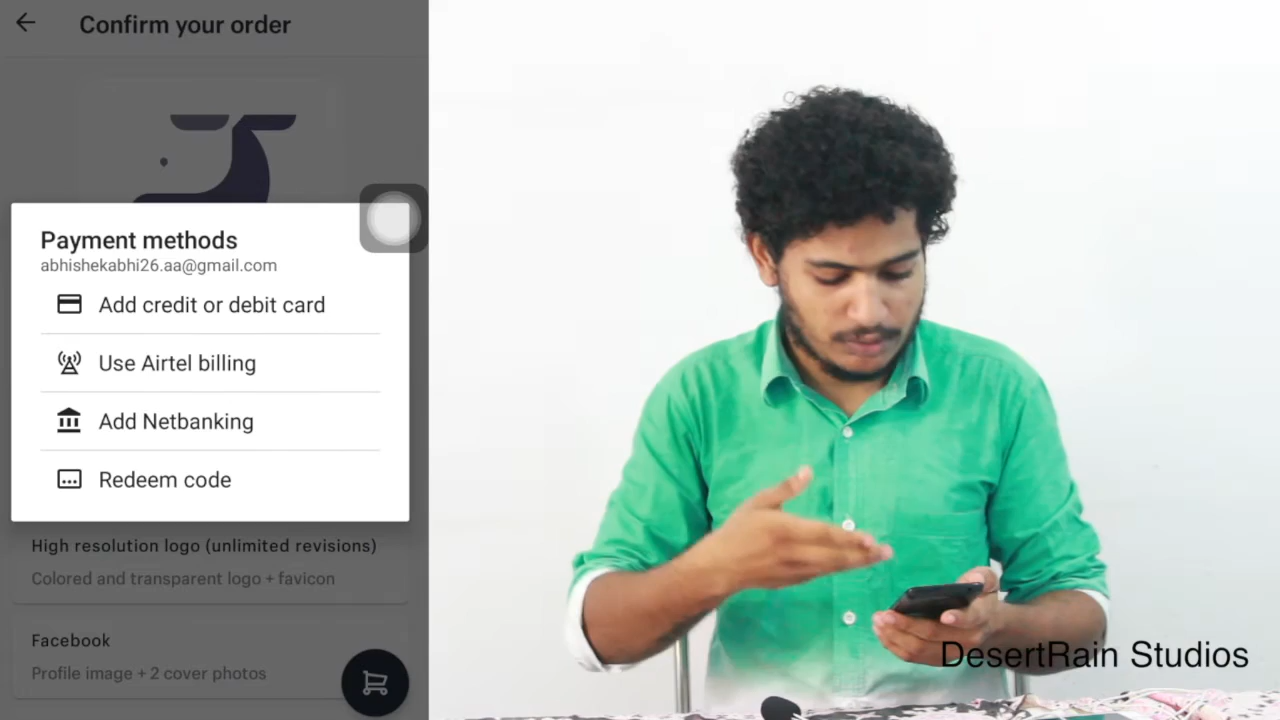 Confirm your order
Payment methods
abhishekabhi26.aa@gmail.com
Add credit or debit card
Use Airtel billing
Add Netbanking
Redeem code
High resolution logo (unlimited revisions)
Colored and transparent logo + favicon
Facebook
Profile image + 2 cover photos
DesertRain Studios